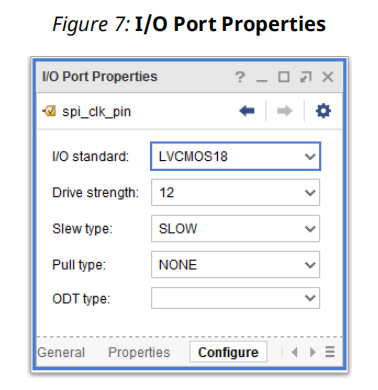 Figure 7: I/O Port Properties
I/O Port Properties
spi_clk_pin
I/O standard: LVCMOS18
Drive strength: 12
Slew type: SLOW
Pull type: NONE
ODT type:
General Properties Configure